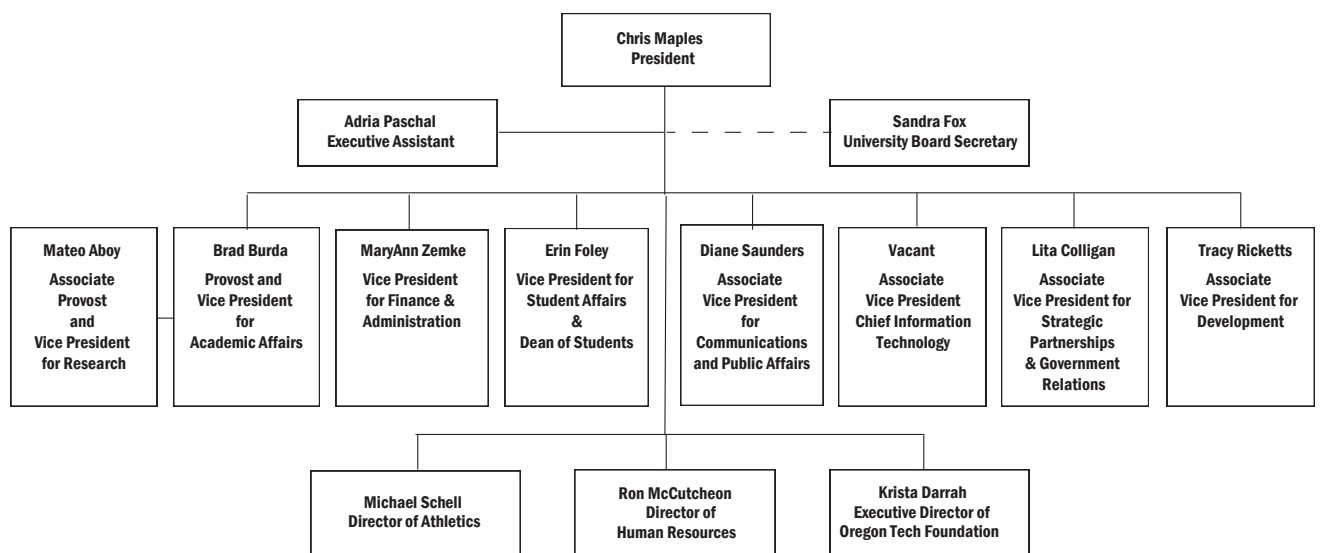 Chris Maples
President
Adria Paschal
Executive Assistant
Sandra Fox
University Board Secretary
Mateo Aboy
Associate
Provost
and
Vice President
for Research
Brad Burda
Provost and
Vice President
for
Academic Affairs
MaryAnn Zemke
Vice President
for Finance &
Administration
Erin Foley
Vice President for
Student Affairs
&
Dean of Students
Diane Saunders
Associate
Vice President
for
Communications
and Public Affairs
Vacant
Associate
Vice President
Chief Information
Technology
Lita Colligan
Associate
Vice President for
Strategic
Partnerships
& Government
Relations
Tracy Ricketts
Associate
Vice President for
Development
Michael Schell
Director of Athletics
Ron McCutcheon
Director of
Human Resources
Krista Darrah
Executive Director of
Oregon Tech Foundation